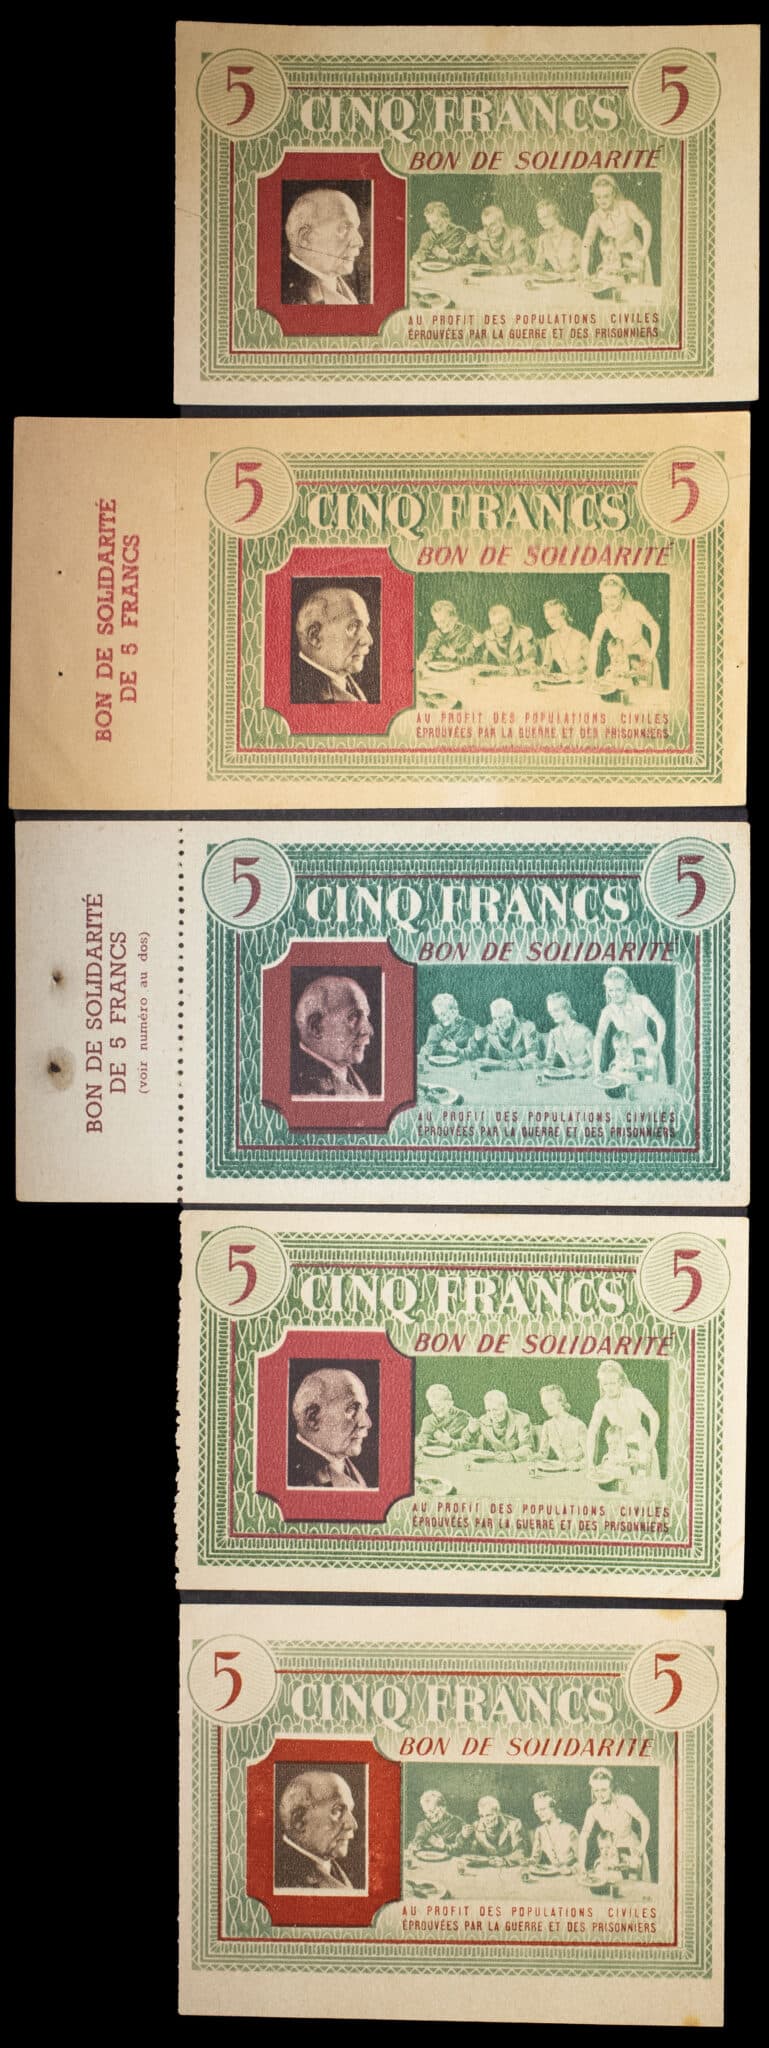 5 5
CINQ FRANCS
BON DE SOLIDARITÉ
AU PROFIT DES POPULATIONS CIVILES
ÉPROUVÉES PAR LA GUERRE ET DES PRISONNIERS
BON DE SOLIDARITÉ
DE 5 FRANCS
5 5
CINQ FRANCS
BON DE SOLIDARITÉ
AU PROFIT DES POPULATIONS CIVILES
ÉPROUVÉES PAR LA GUERRE ET DES PRISONNIERS
BON DE SOLIDARITÉ
DE 5 FRANCS
(voir numéro au dos)
5 5
CINQ FRANCS
BON DE SOLIDARITÉ
AU PROFIT DES POPULATIONS CIVILES
ÉPROUVÉES PAR LA GUERRE ET DES PRISONNIERS
5 5
CINQ FRANCS
BON DE SOLIDARITÉ
AU PROFIT DES POPULATIONS CIVILES
ÉPROUVÉES PAR LA GUERRE ET DES PRISONNIERS
5 5
CINQ FRANCS
BON DE SOLIDARITÉ
AU PROFIT DES POPULATIONS CIVILES
ÉPROUVÉES PAR LA GUERRE ET DES PRISONNIERS